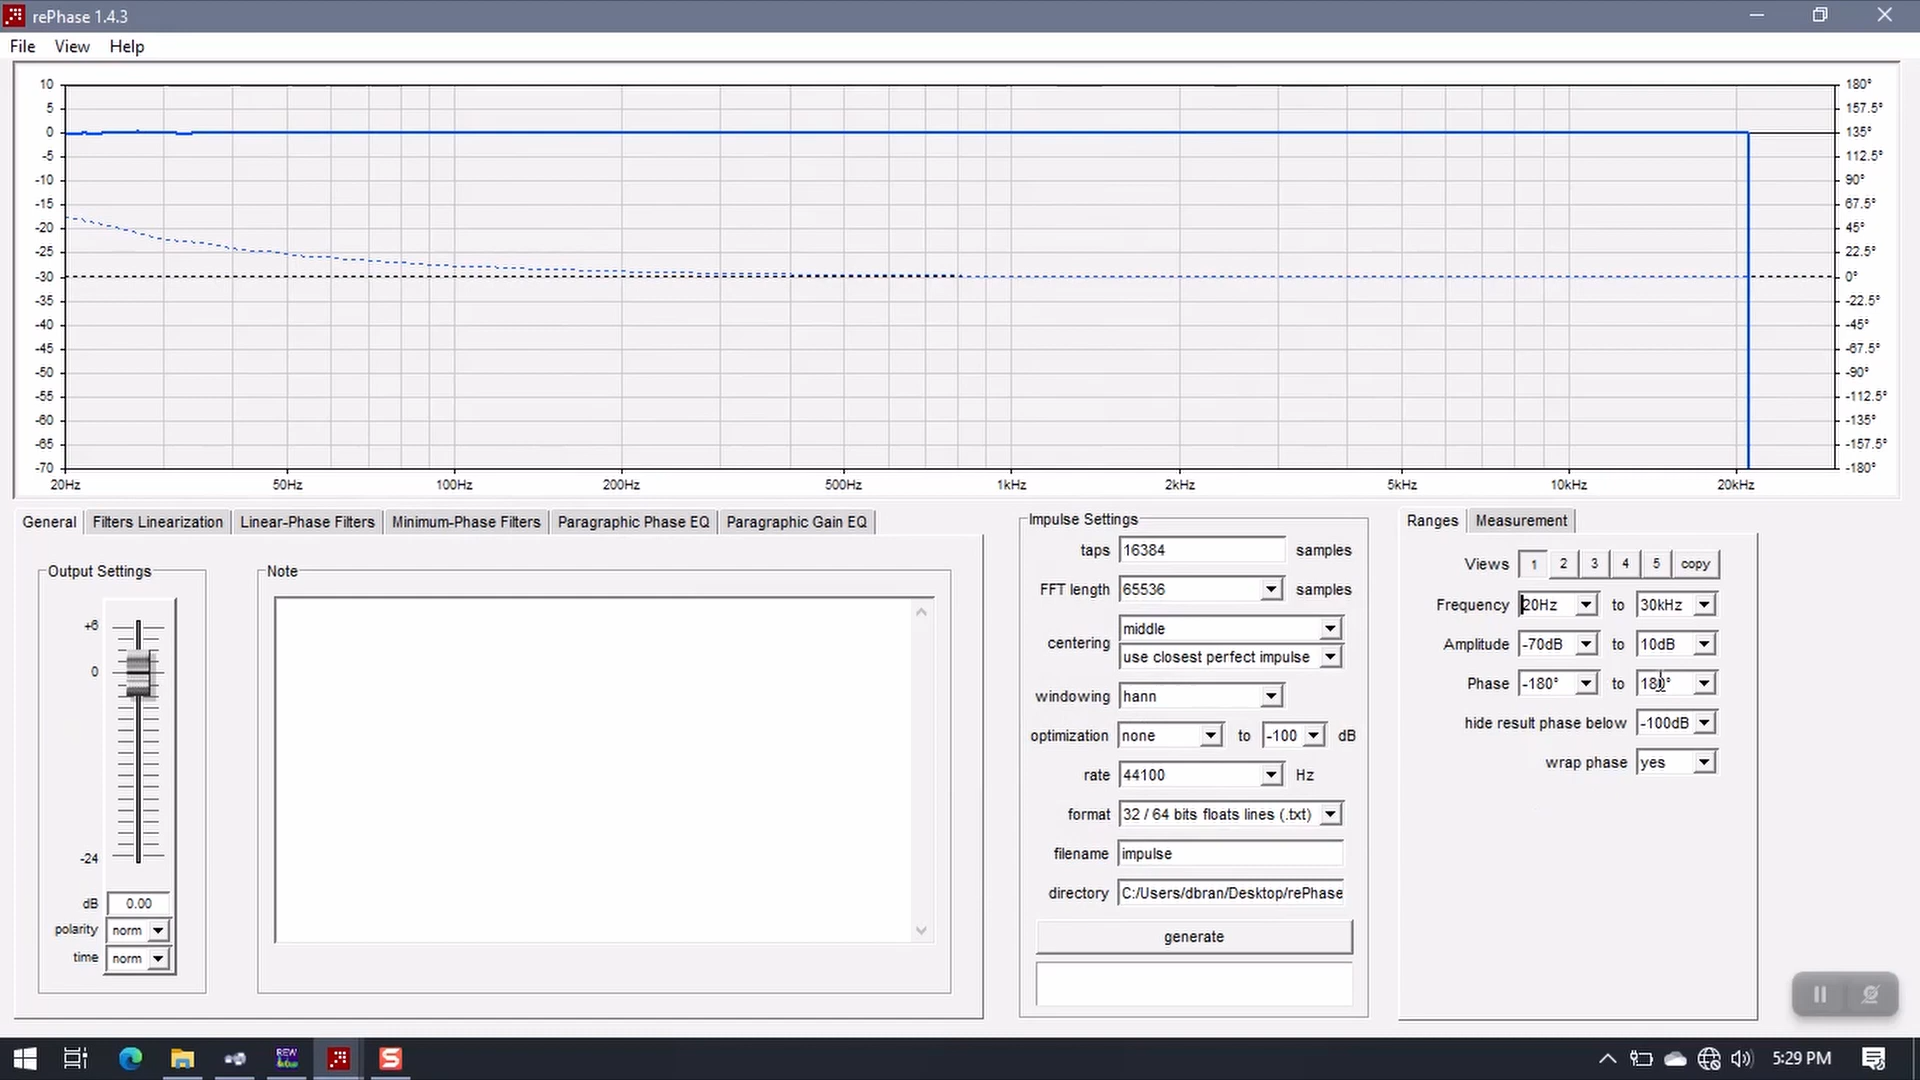 rePhase 1.4.3
File View Help
10 180°
5 157.5°
0 135°
-5 112.5°
-10 90°
-15 67.5°
-20 45°
-25 22.5°
-30 0°
-35 -22.5°
-40 -45°
-45 -67.5°
-50 -90°
-55 -112.5°
-60 -135°
-65 -157.5°
-70 -180°
20Hz 50Hz 100Hz 200Hz 500Hz 1kHz 2kHz 5kHz 10kHz 20kHz
General Filters Linearization Linear-Phase Filters Minimum-Phase Filters Paragraphic Phase EQ Paragraphic Gain EQ
Output Settings
+6
0
-24
dB 0.00
polarity norm
time norm
Note
Impulse Settings
taps 16384 samples
FFT length 65536 samples
centering middle
use closest perfect impulse
windowing hann
optimization none to -100 dB
rate 44100 Hz
format 32 / 64 bits floats lines (.txt)
filename impulse
directory C:/Users/dbran/Desktop/rePhase
generate
Ranges Measurement
Views 1 2 3 4 5 copy
Frequency 20Hz to 30kHz
Amplitude -70dB to 10dB
Phase -180° to 180°
hide result phase below -100dB
wrap phase yes
REW
5:29 PM